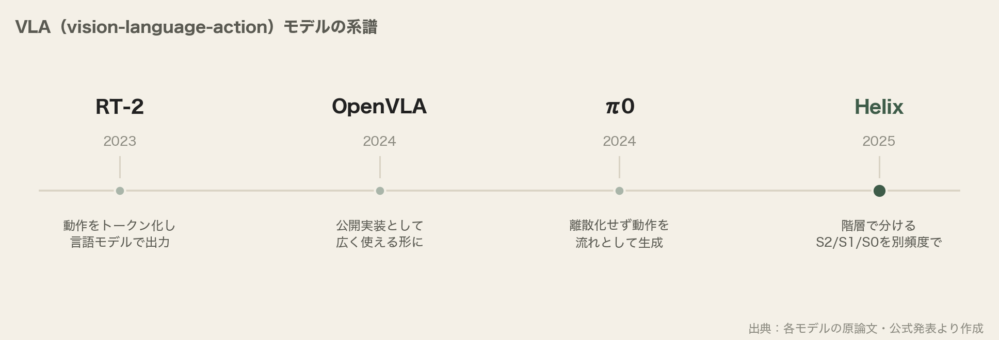 VLA（vision-language-action）モデルの系譜
RT-2
2023
動作をトークン化し
言語モデルで出力
OpenVLA
2024
公開実装として
広く使える形に
π0
2024
離散化せず動作を
流れとして生成
Helix
2025
階層で分ける
S2/S1/S0を別頻度で
出典：各モデルの原論文・公式発表より作成